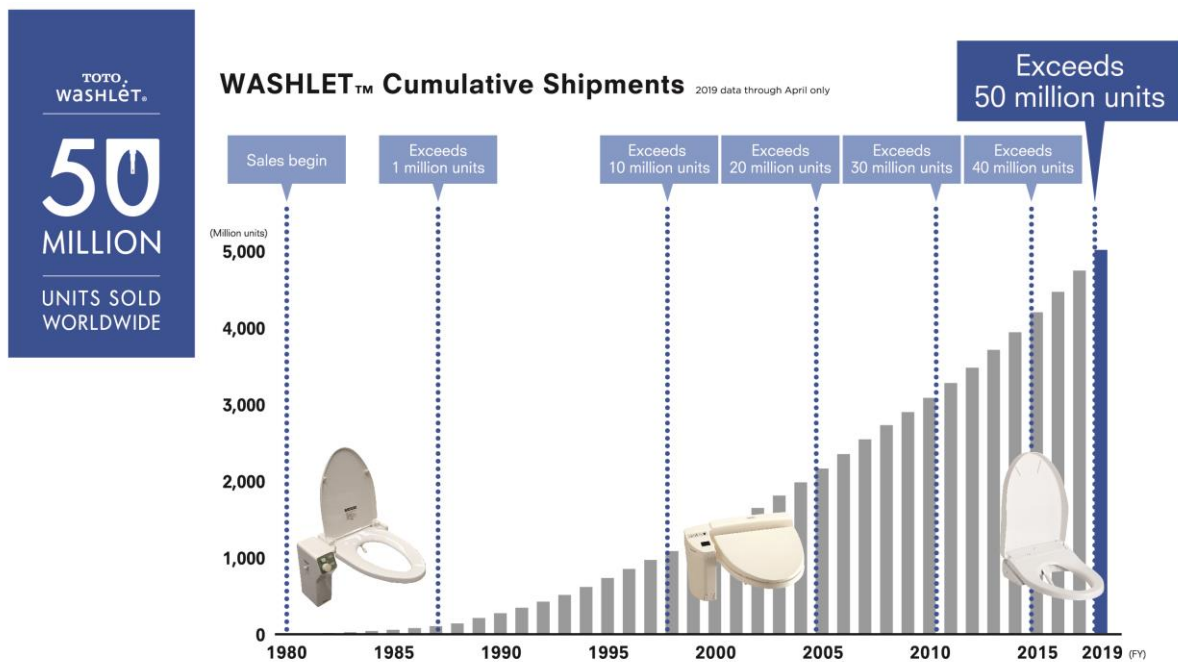 TOTO
WASHLET®
50
MILLION
UNITS SOLD
WORLDWIDE
WASHLET™ Cumulative Shipments 2019 data through April only
Sales begin
Exceeds
1 million units
Exceeds
10 million units
Exceeds
20 million units
Exceeds
30 million units
Exceeds
40 million units
Exceeds
50 million units
(Million units)
5,000
4,000
3,000
2,000
1,000
0
1980 1985 1990 1995 2000 2005 2010 2015 2019 (FY)